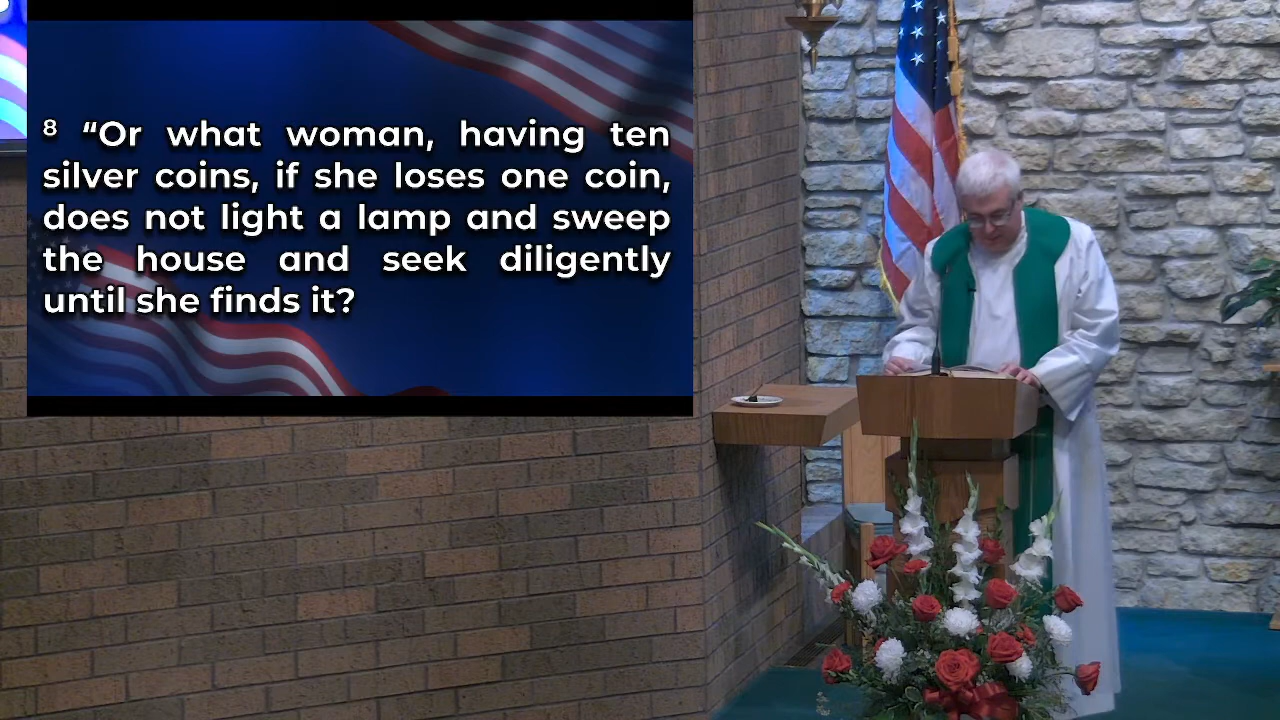 8 “Or what woman, having ten
silver coins, if she loses one coin,
does not light a lamp and sweep
the house and seek diligently
until she finds it?